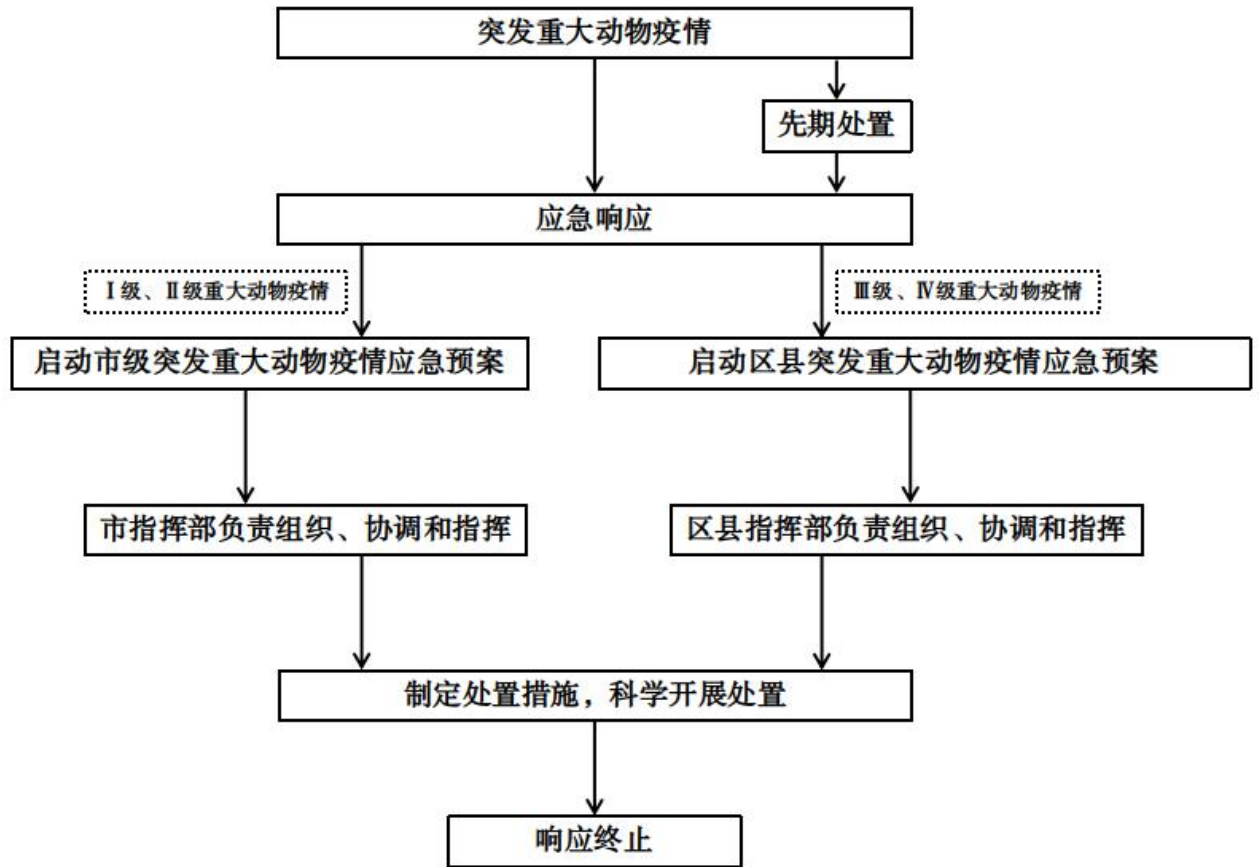 突发重大动物疫情
先期处置
应急响应
Ⅰ级、Ⅱ级重大动物疫情
Ⅲ级、Ⅳ级重大动物疫情
启动市级突发重大动物疫情应急预案
启动区县突发重大动物疫情应急预案
市指挥部负责组织、协调和指挥
区县指挥部负责组织、协调和指挥
制定处置措施，科学开展处置
响应终止